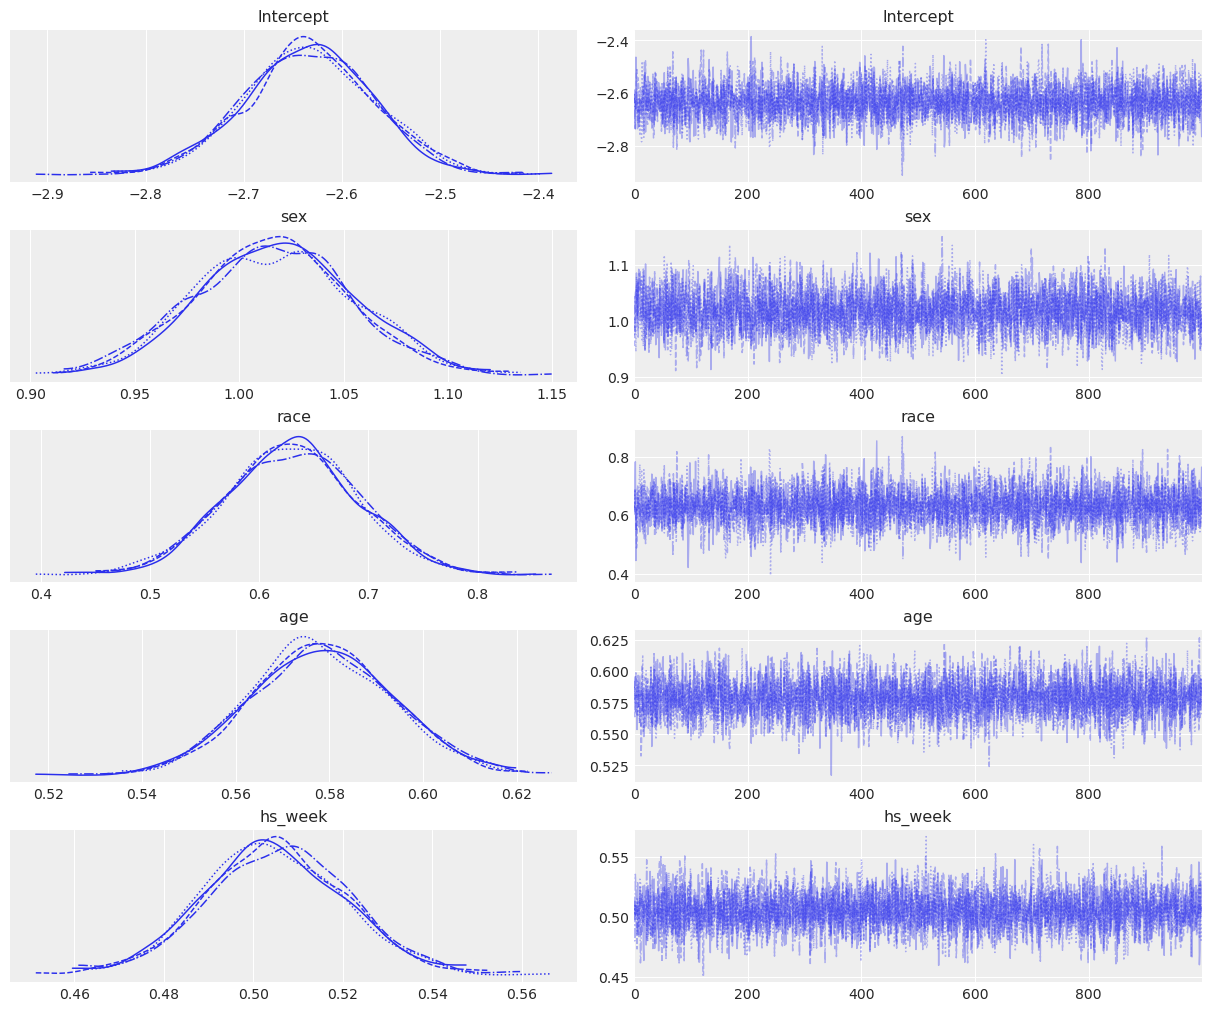 Intercept Intercept
−2.4
−2.6
−2.8
−2.9 −2.8 −2.7 −2.6 −2.5 −2.4 0 200 400 600 800
sex sex
1.1
1.0
0.9
0.90 0.95 1.00 1.05 1.10 1.15 0 200 400 600 800
race race
0.8
0.6
0.4
0.4 0.5 0.6 0.7 0.8 0 200 400 600 800
age age
0.625
0.600
0.575
0.550
0.525
0.52 0.54 0.56 0.58 0.60 0.62 0 200 400 600 800
hs_week hs_week
0.55
0.50
0.45
0.46 0.48 0.50 0.52 0.54 0.56 0 200 400 600 800